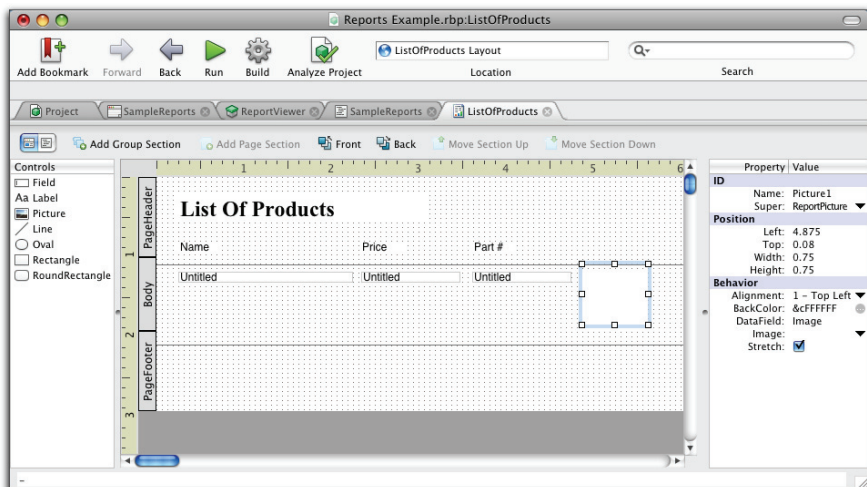 Reports Example.rbp:ListOfProducts
ListOfProducts Layout
Add Bookmark Forward Back Run Build Analyze Project Location Search
Project SampleReports ReportViewer SampleReports ListOfProducts
Add Group Section Add Page Section Front Back Move Section Up Move Section Down
Controls
Field
Aa Label
Picture
Line
Oval
Rectangle
RoundRectangle
1 2 3 4 5 6
1
2
3
PageHeader
Body
PageFooter
List Of Products
Name Price Part #
Untitled Untitled Untitled
Property Value
ID
Name: Picture1
Super: ReportPicture
Position
Left: 4.875
Top: 0.08
Width: 0.75
Height: 0.75
Behavior
Alignment: 1 - Top Left
BackColor: &cFFFFFF
DataField: Image
Image:
Stretch: